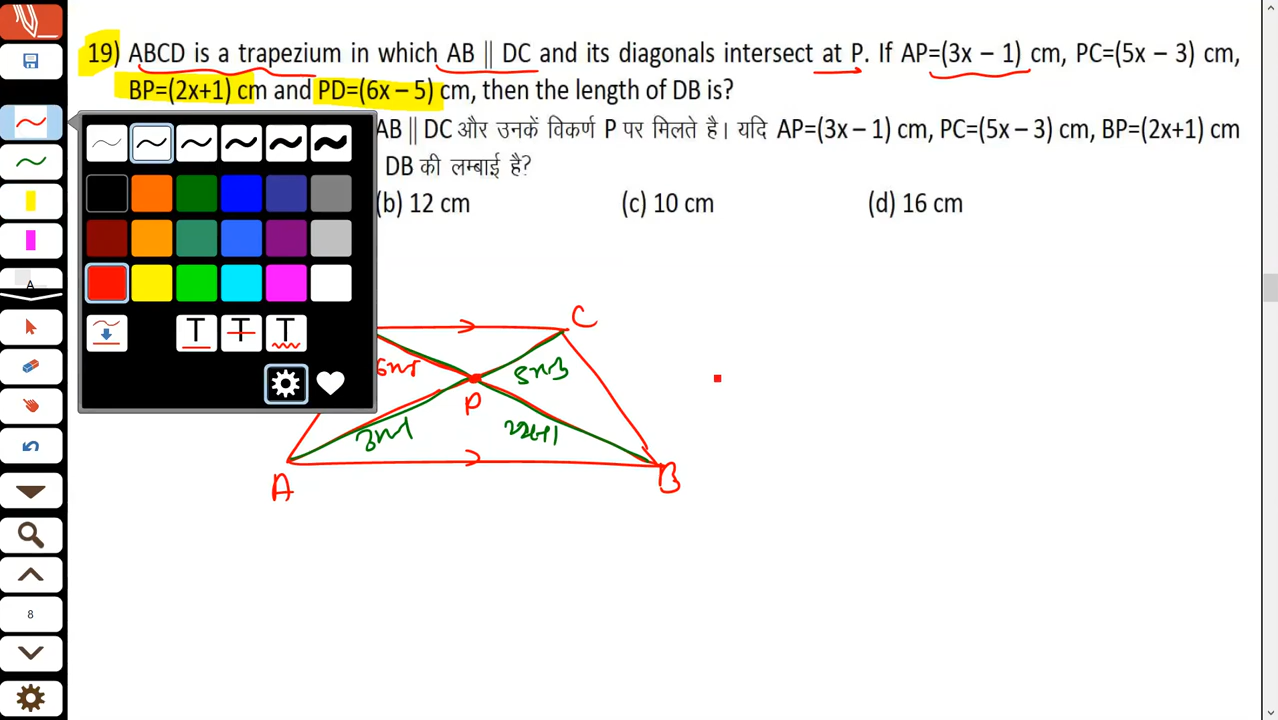 19) ABCD is a trapezium in which AB || DC and its diagonals intersect at P. If AP=(3x – 1) cm, PC=(5x – 3) cm,
BP=(2x+1) cm and PD=(6x – 5) cm, then the length of DB is?
AB || DC और उनकें विकर्ण P पर मिलते है। यदि AP=(3x – 1) cm, PC=(5x – 3) cm, BP=(2x+1) cm
DB की लम्बाई है?
(b) 12 cm (c) 10 cm (d) 16 cm
T T T
A
C
5x-3
P
3x-1
2x+1
A
B
8